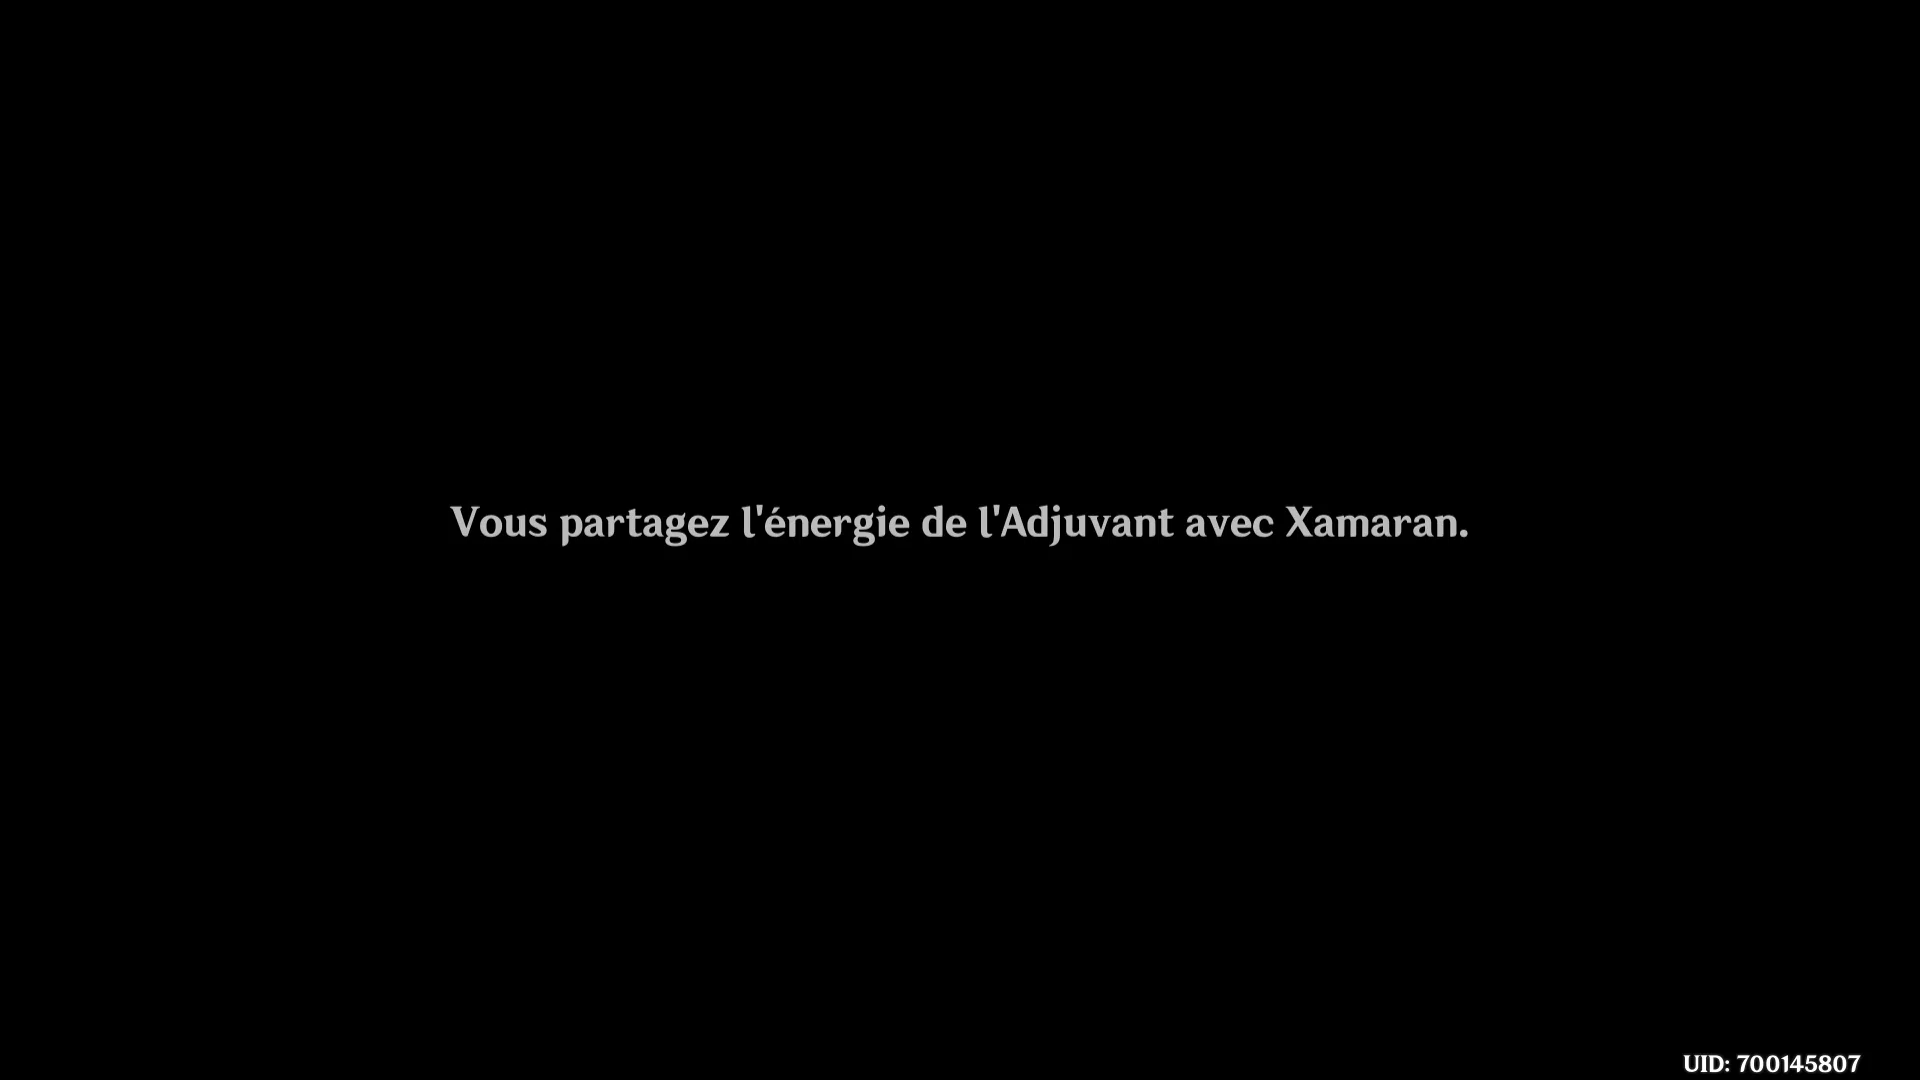 Vous partagez l'énergie de l'Adjuvant avec Xamaran.
UID: 700145807